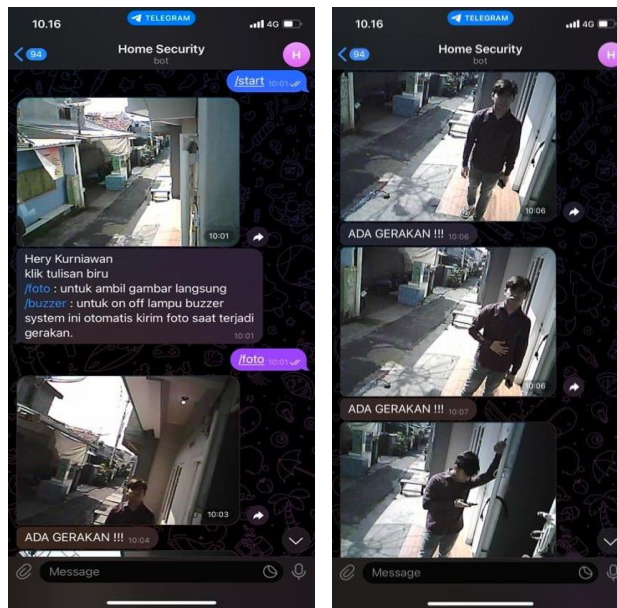 10.16
TELEGRAM
4G
94
Home Security
bot
H
/start 10:01
10:01
Hery Kurniawan
klik tulisan biru
/foto : untuk ambil gambar langsung
/buzzer : untuk on off lampu buzzer
system ini otomatis kirim foto saat terjadi
gerakan. 10:01
/foto 10:01
10:03
ADA GERAKAN !!! 10:04
Message
10.16
TELEGRAM
4G
94
Home Security
bot
H
10:06
ADA GERAKAN !!! 10:06
10:06
ADA GERAKAN !!! 10:07
Message